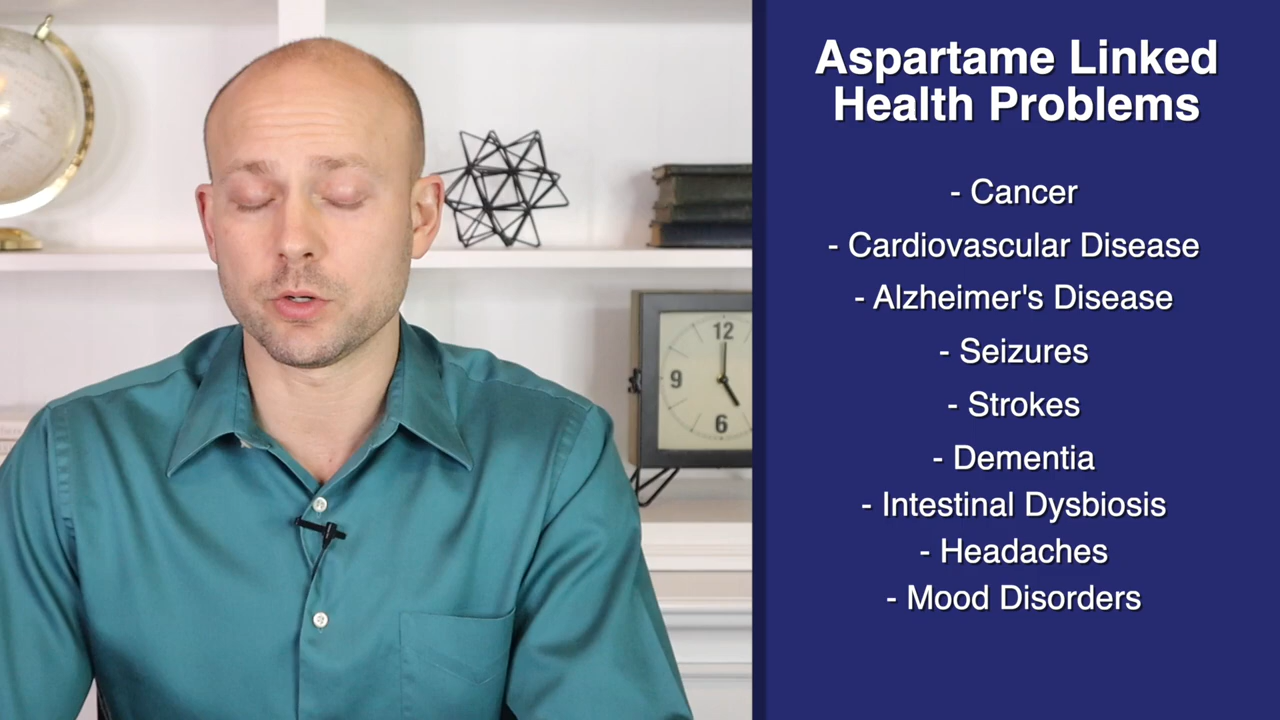 Aspartame Linked
Health Problems
- Cancer
- Cardiovascular Disease
- Alzheimer's Disease
- Seizures
- Strokes
- Dementia
- Intestinal Dysbiosis
- Headaches
- Mood Disorders
12
9
6